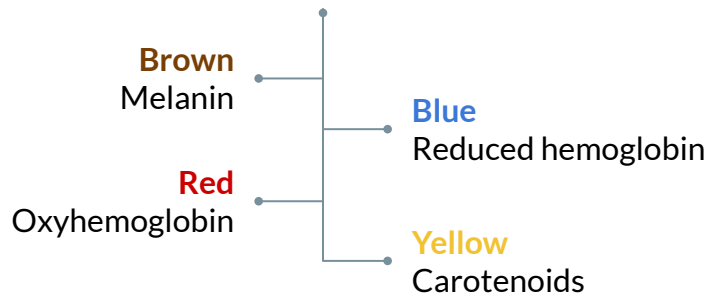 Brown
Melanin
Blue
Reduced hemoglobin
Red
Oxyhemoglobin
Yellow
Carotenoids